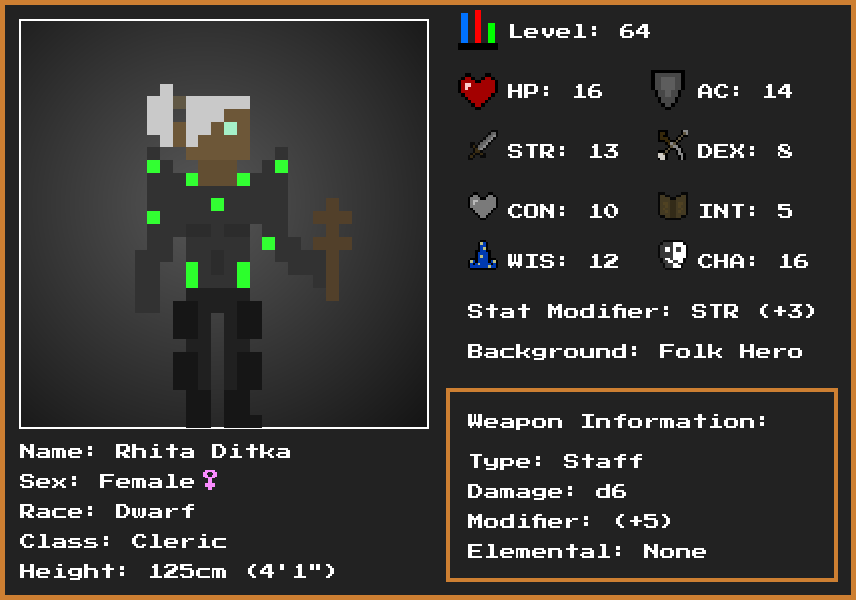 Level: 64
HP: 16 AC: 14
STR: 13 DEX: 8
CON: 10 INT: 5
WIS: 12 CHA: 16
Stat Modifier: STR (+3)
Background: Folk Hero
Weapon Information:
Type: Staff
Damage: d6
Modifier: (+5)
Elemental: None
Name: Rhita Ditka
Sex: Female♀
Race: Dwarf
Class: Cleric
Height: 125cm (4'1")